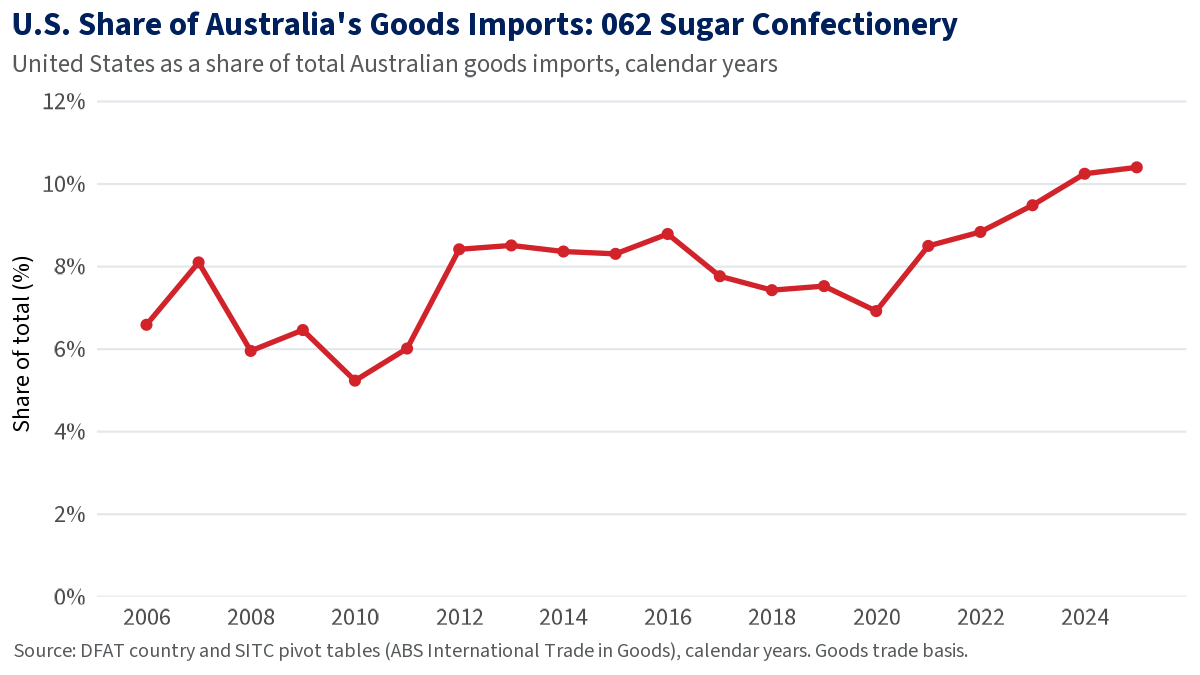 U.S. Share of Australia's Goods Imports: 062 Sugar Confectionery
United States as a share of total Australian goods imports, calendar years
12%
10%
8%
6%
4%
2%
0%
Share of total (%)
2006 2008 2010 2012 2014 2016 2018 2020 2022 2024
Source: DFAT country and SITC pivot tables (ABS International Trade in Goods), calendar years. Goods trade basis.